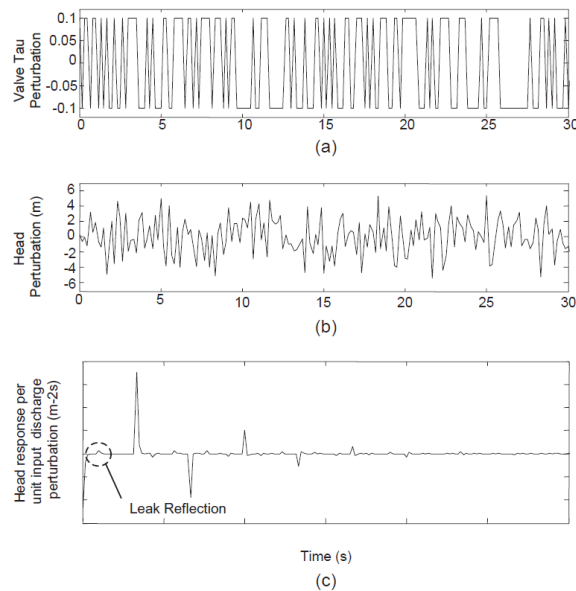 Valve Tau
Perturbation
0.1
0.05
0
-0.05
-0.1
0
5
10
15
20
25
30
(a)
Head
Perturbation (m)
6
4
2
0
-2
-4
-6
0
5
10
15
20
25
30
(b)
Head response per
unit input discharge
perturbation (m-2s)
Leak Reflection
Time (s)
(c)